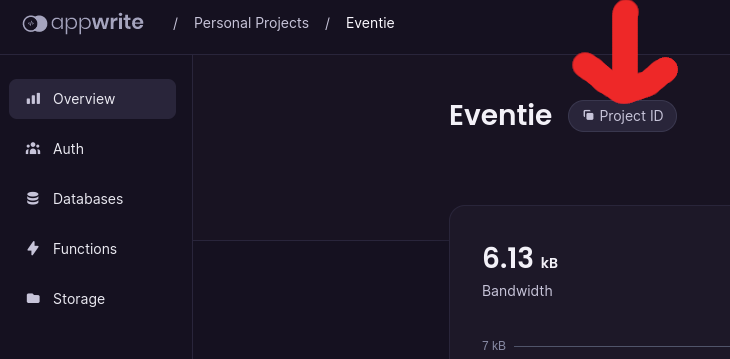 appwrite / Personal Projects / Eventie
Overview
Auth
Databases
Functions
Storage
Eventie Project ID
6.13 kB
Bandwidth
7 kB